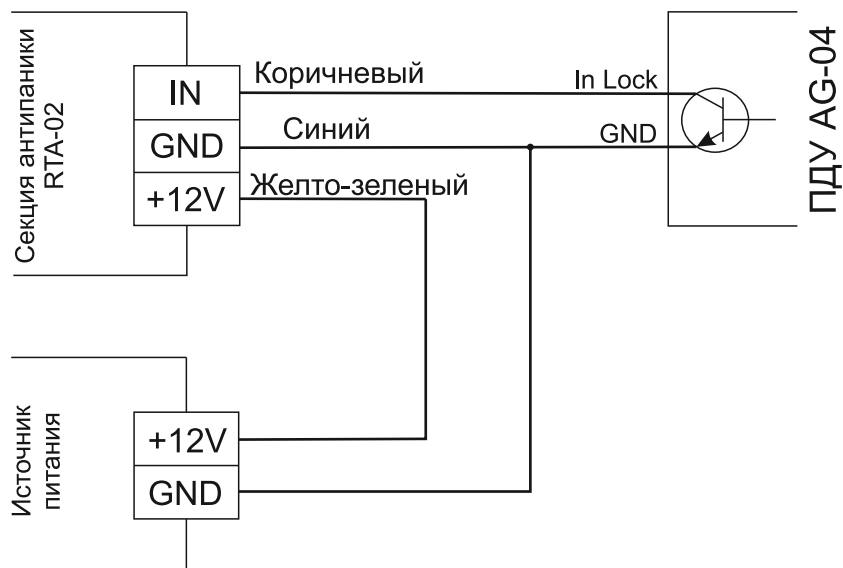 Секция антипаники
RTA-02
IN
GND
+12V
Коричневый
Синий
Желто-зеленый
In Lock
GND
ПДУ AG-04
Источник
питания
+12V
GND